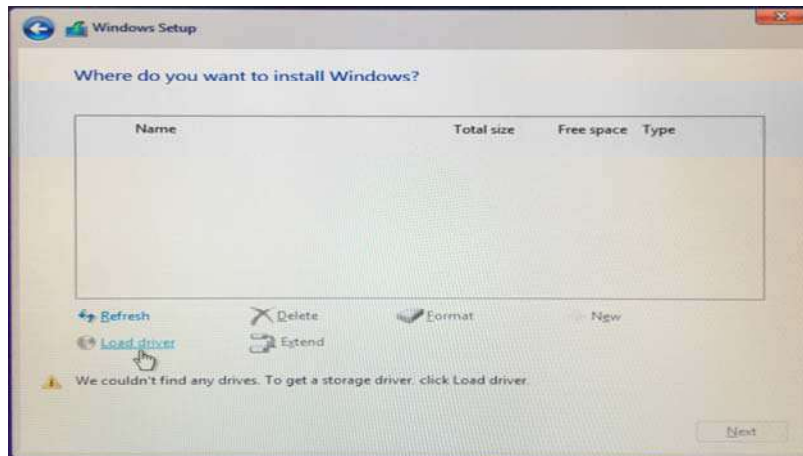 Windows Setup
Where do you want to install Windows?
Name Total size Free space Type
Refresh Delete Format New
Load driver Extend
We couldn't find any drives. To get a storage driver, click Load driver.
Next